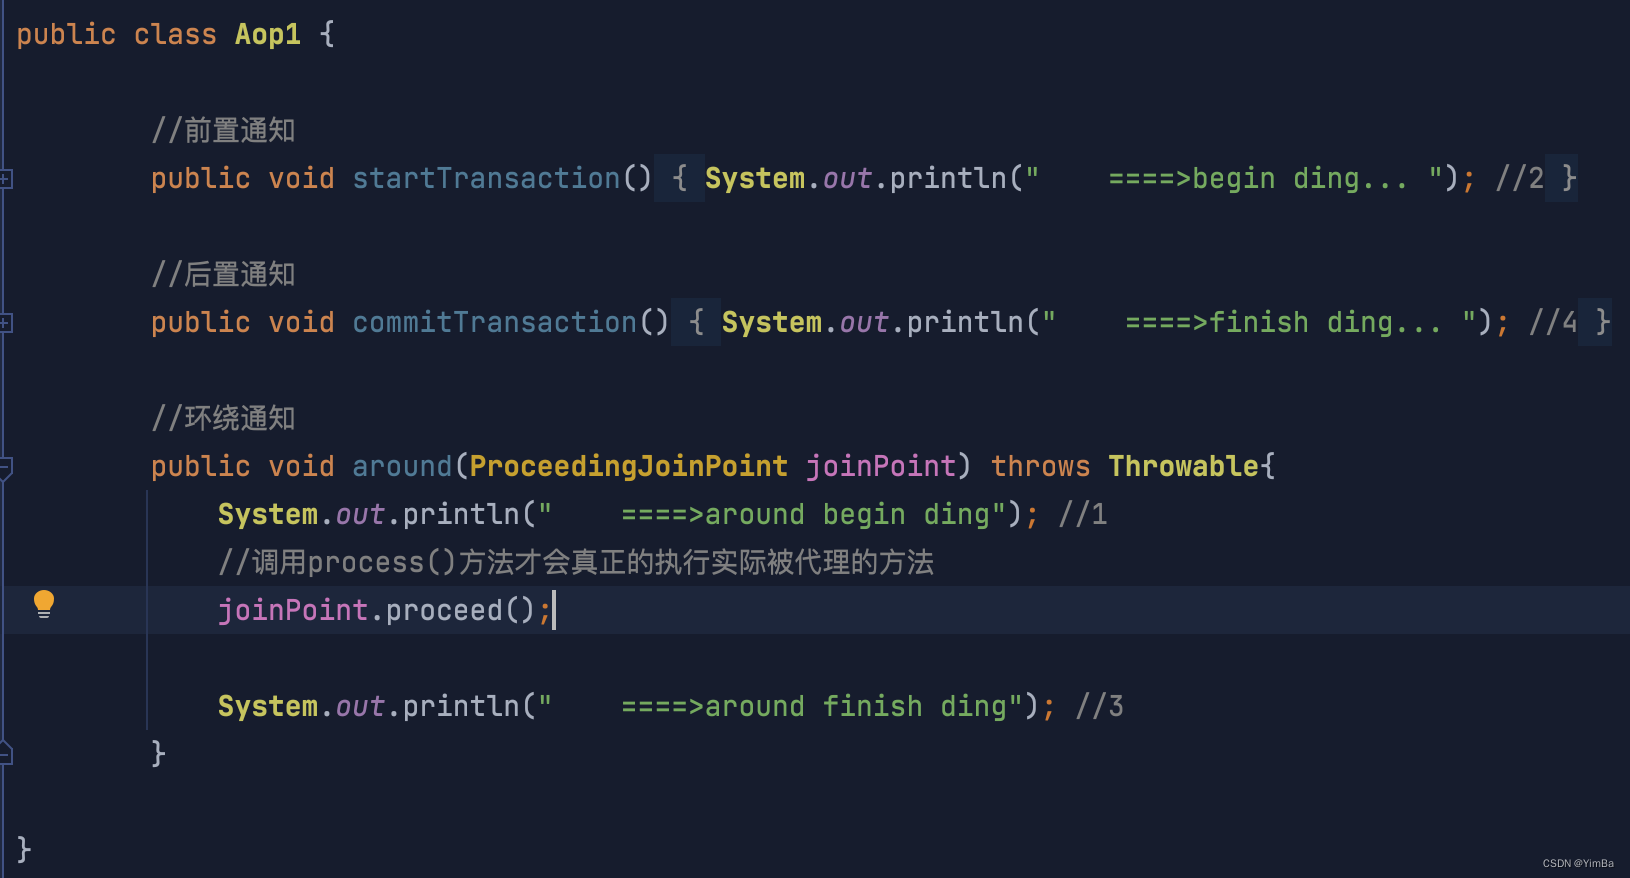 public class Aop1 {
//前置通知
public void startTransaction() { System.out.println("    ====>begin ding... "); //2 }
//后置通知
public void commitTransaction() { System.out.println("    ====>finish ding... "); //4 }
//环绕通知
public void around(ProceedingJoinPoint joinPoint) throws Throwable{
System.out.println("    ====>around begin ding"); //1
//调用process()方法才会真正的执行实际被代理的方法
joinPoint.proceed();
System.out.println("    ====>around finish ding"); //3
}
}
CSDN @YimBa